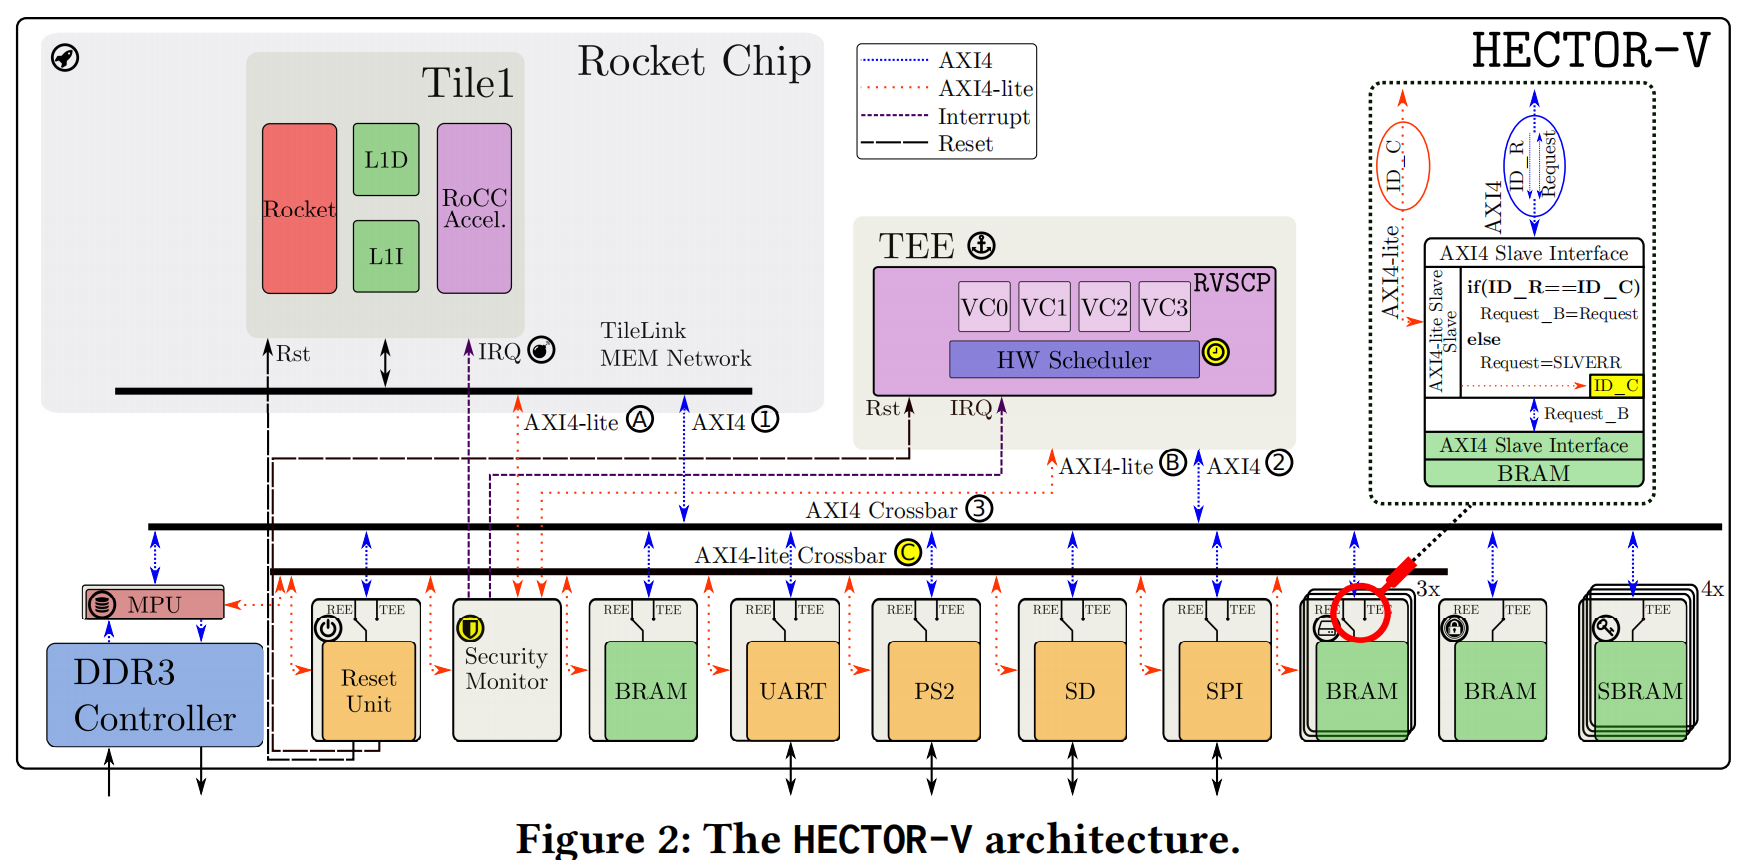 HECTOR-V
Rocket Chip
Tile1
Rocket
L1D
L1I
RoCC
Accel.
Rst
IRQ
TileLink
MEM Network
AXI4
AXI4-lite
Interrupt
Reset
TEE
RVSCP
VC0 VC1 VC2 VC3
HW Scheduler
Rst
IRQ
AXI4-lite A
AXI4 1
AXI4-lite B
AXI4 2
AXI4 Crossbar 3
AXI4-lite Crossbar C
ID_C
ID_R
Request
AXI4
AXI4-lite
AXI4 Slave Interface
AXI4-lite Slave
Slave
if(ID_R==ID_C)
Request_B=Request
else
Request=SLVERR
ID_C
Request_B
AXI4 Slave Interface
BRAM
MPU
DDR3
Controller
REE TEE
Reset
Unit
Security
Monitor
REE TEE
BRAM
REE TEE
UART
REE TEE
PS2
REE TEE
SD
REE TEE
SPI
3x
REE TEE
BRAM
REE TEE
BRAM
4x
TEE
SBRAM
Figure 2: The HECTOR-V architecture.